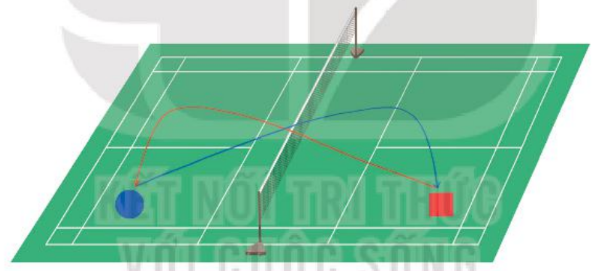 KẾT NỐI TRI THỨC
VỚI CUỘC SỐNG